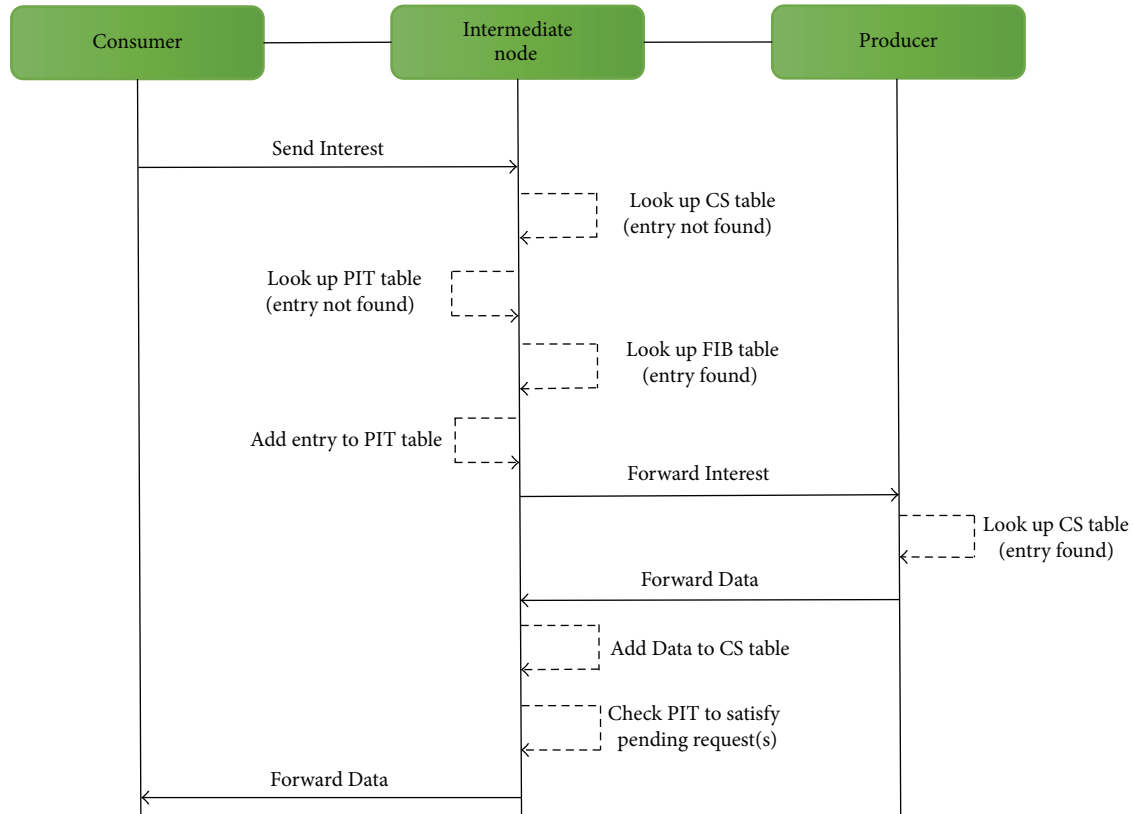 Consumer
Intermediate
node
Producer
Send Interest
Look up CS table
(entry not found)
Look up PIT table
(entry not found)
Look up FIB table
(entry found)
Add entry to PIT table
Forward Interest
Look up CS table
(entry found)
Forward Data
Add Data to CS table
Check PIT to satisfy
pending request(s)
Forward Data